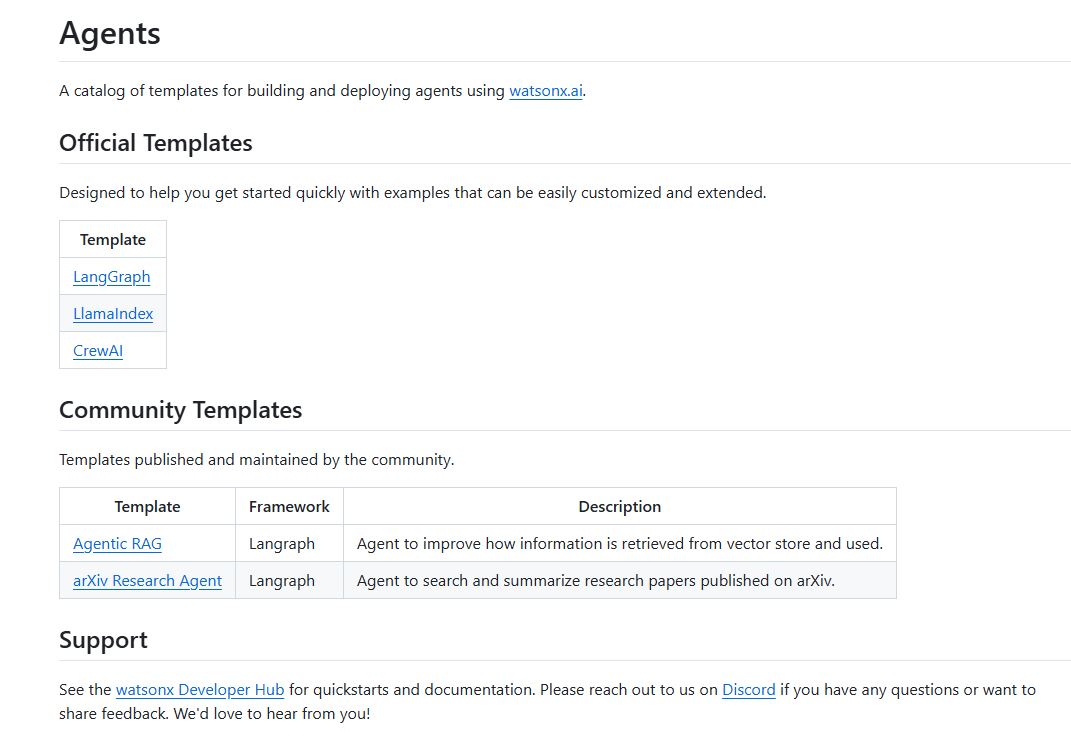 Agents
A catalog of templates for building and deploying agents using watsonx.ai.
Official Templates
Designed to help you get started quickly with examples that can be easily customized and extended.
Template
LangGraph
LlamaIndex
CrewAI
Community Templates
Templates published and maintained by the community.
Template Framework Description
Agentic RAG Langraph Agent to improve how information is retrieved from vector store and used.
arXiv Research Agent Langraph Agent to search and summarize research papers published on arXiv.
Support
See the watsonx Developer Hub for quickstarts and documentation. Please reach out to us on Discord if you have any questions or want to
share feedback. We'd love to hear from you!